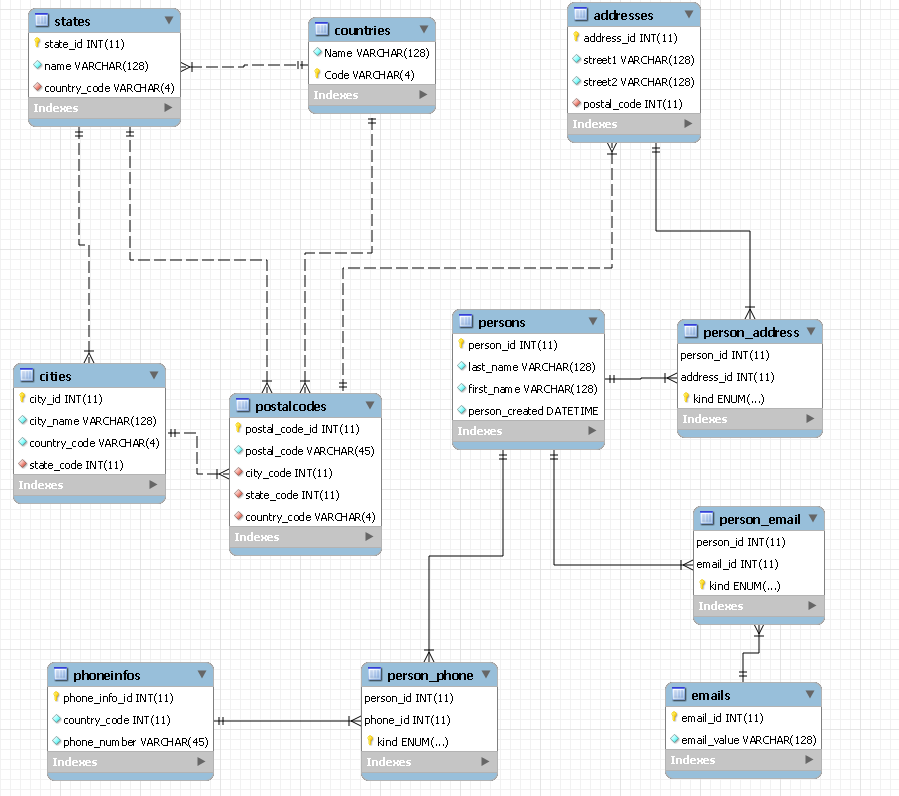 states
state_id INT(11)
name VARCHAR(128)
country_code VARCHAR(4)
Indexes
countries
Name VARCHAR(128)
Code VARCHAR(4)
Indexes
addresses
address_id INT(11)
street1 VARCHAR(128)
street2 VARCHAR(128)
postal_code INT(11)
Indexes
persons
person_id INT(11)
last_name VARCHAR(128)
first_name VARCHAR(128)
person_created DATETIME
Indexes
person_address
person_id INT(11)
address_id INT(11)
kind ENUM(...)
Indexes
cities
city_id INT(11)
city_name VARCHAR(128)
country_code VARCHAR(4)
state_code INT(11)
Indexes
postalcodes
postal_code_id INT(11)
postal_code VARCHAR(45)
city_code INT(11)
state_code INT(11)
country_code VARCHAR(4)
Indexes
person_email
person_id INT(11)
email_id INT(11)
kind ENUM(...)
Indexes
phoneinfos
phone_info_id INT(11)
country_code INT(11)
phone_number VARCHAR(45)
Indexes
person_phone
person_id INT(11)
phone_id INT(11)
kind ENUM(...)
Indexes
emails
email_id INT(11)
email_value VARCHAR(128)
Indexes